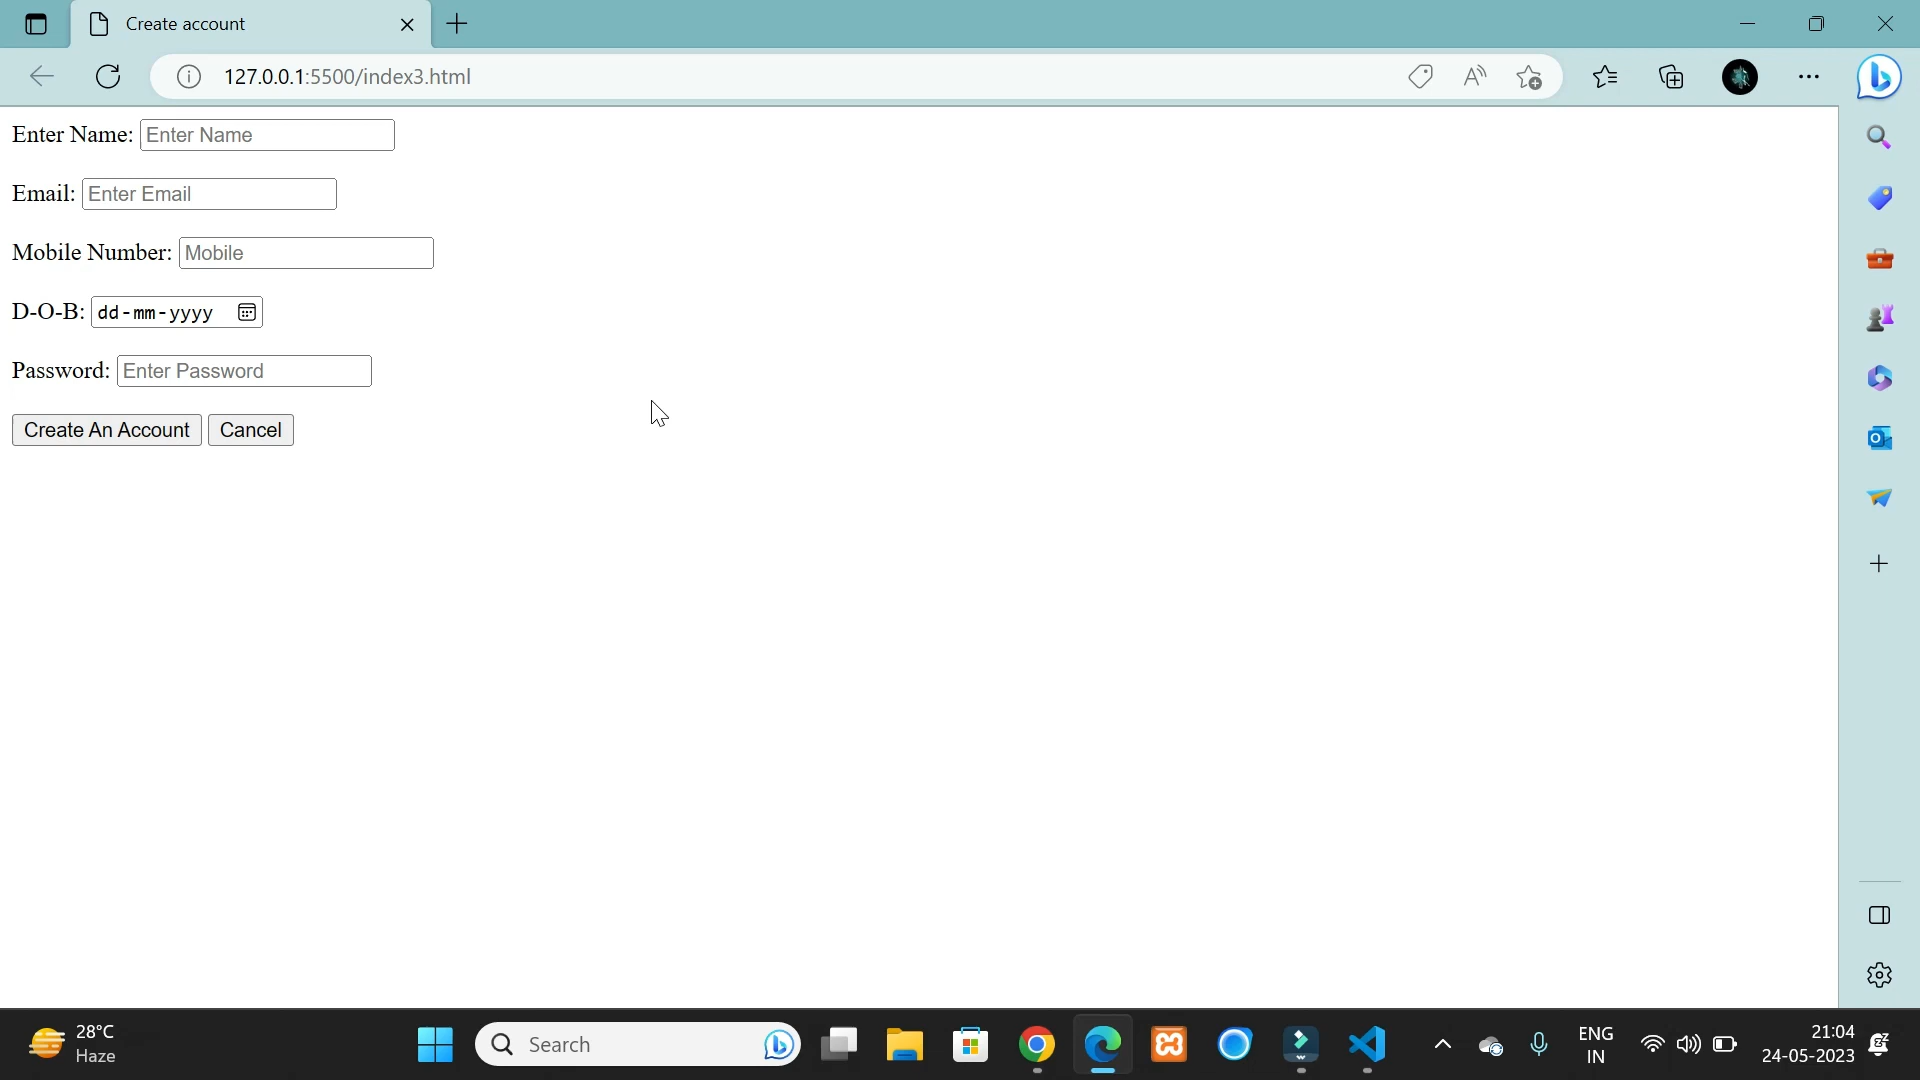 Create account
127.0.0.1:5500/index3.html
Enter Name: Enter Name
Email: Enter Email
Mobile Number: Mobile
D-O-B: dd-mm-yyyy
Password: Enter Password
Create An Account Cancel
28°C
Haze
Search
ENG
IN
21:04
24-05-2023